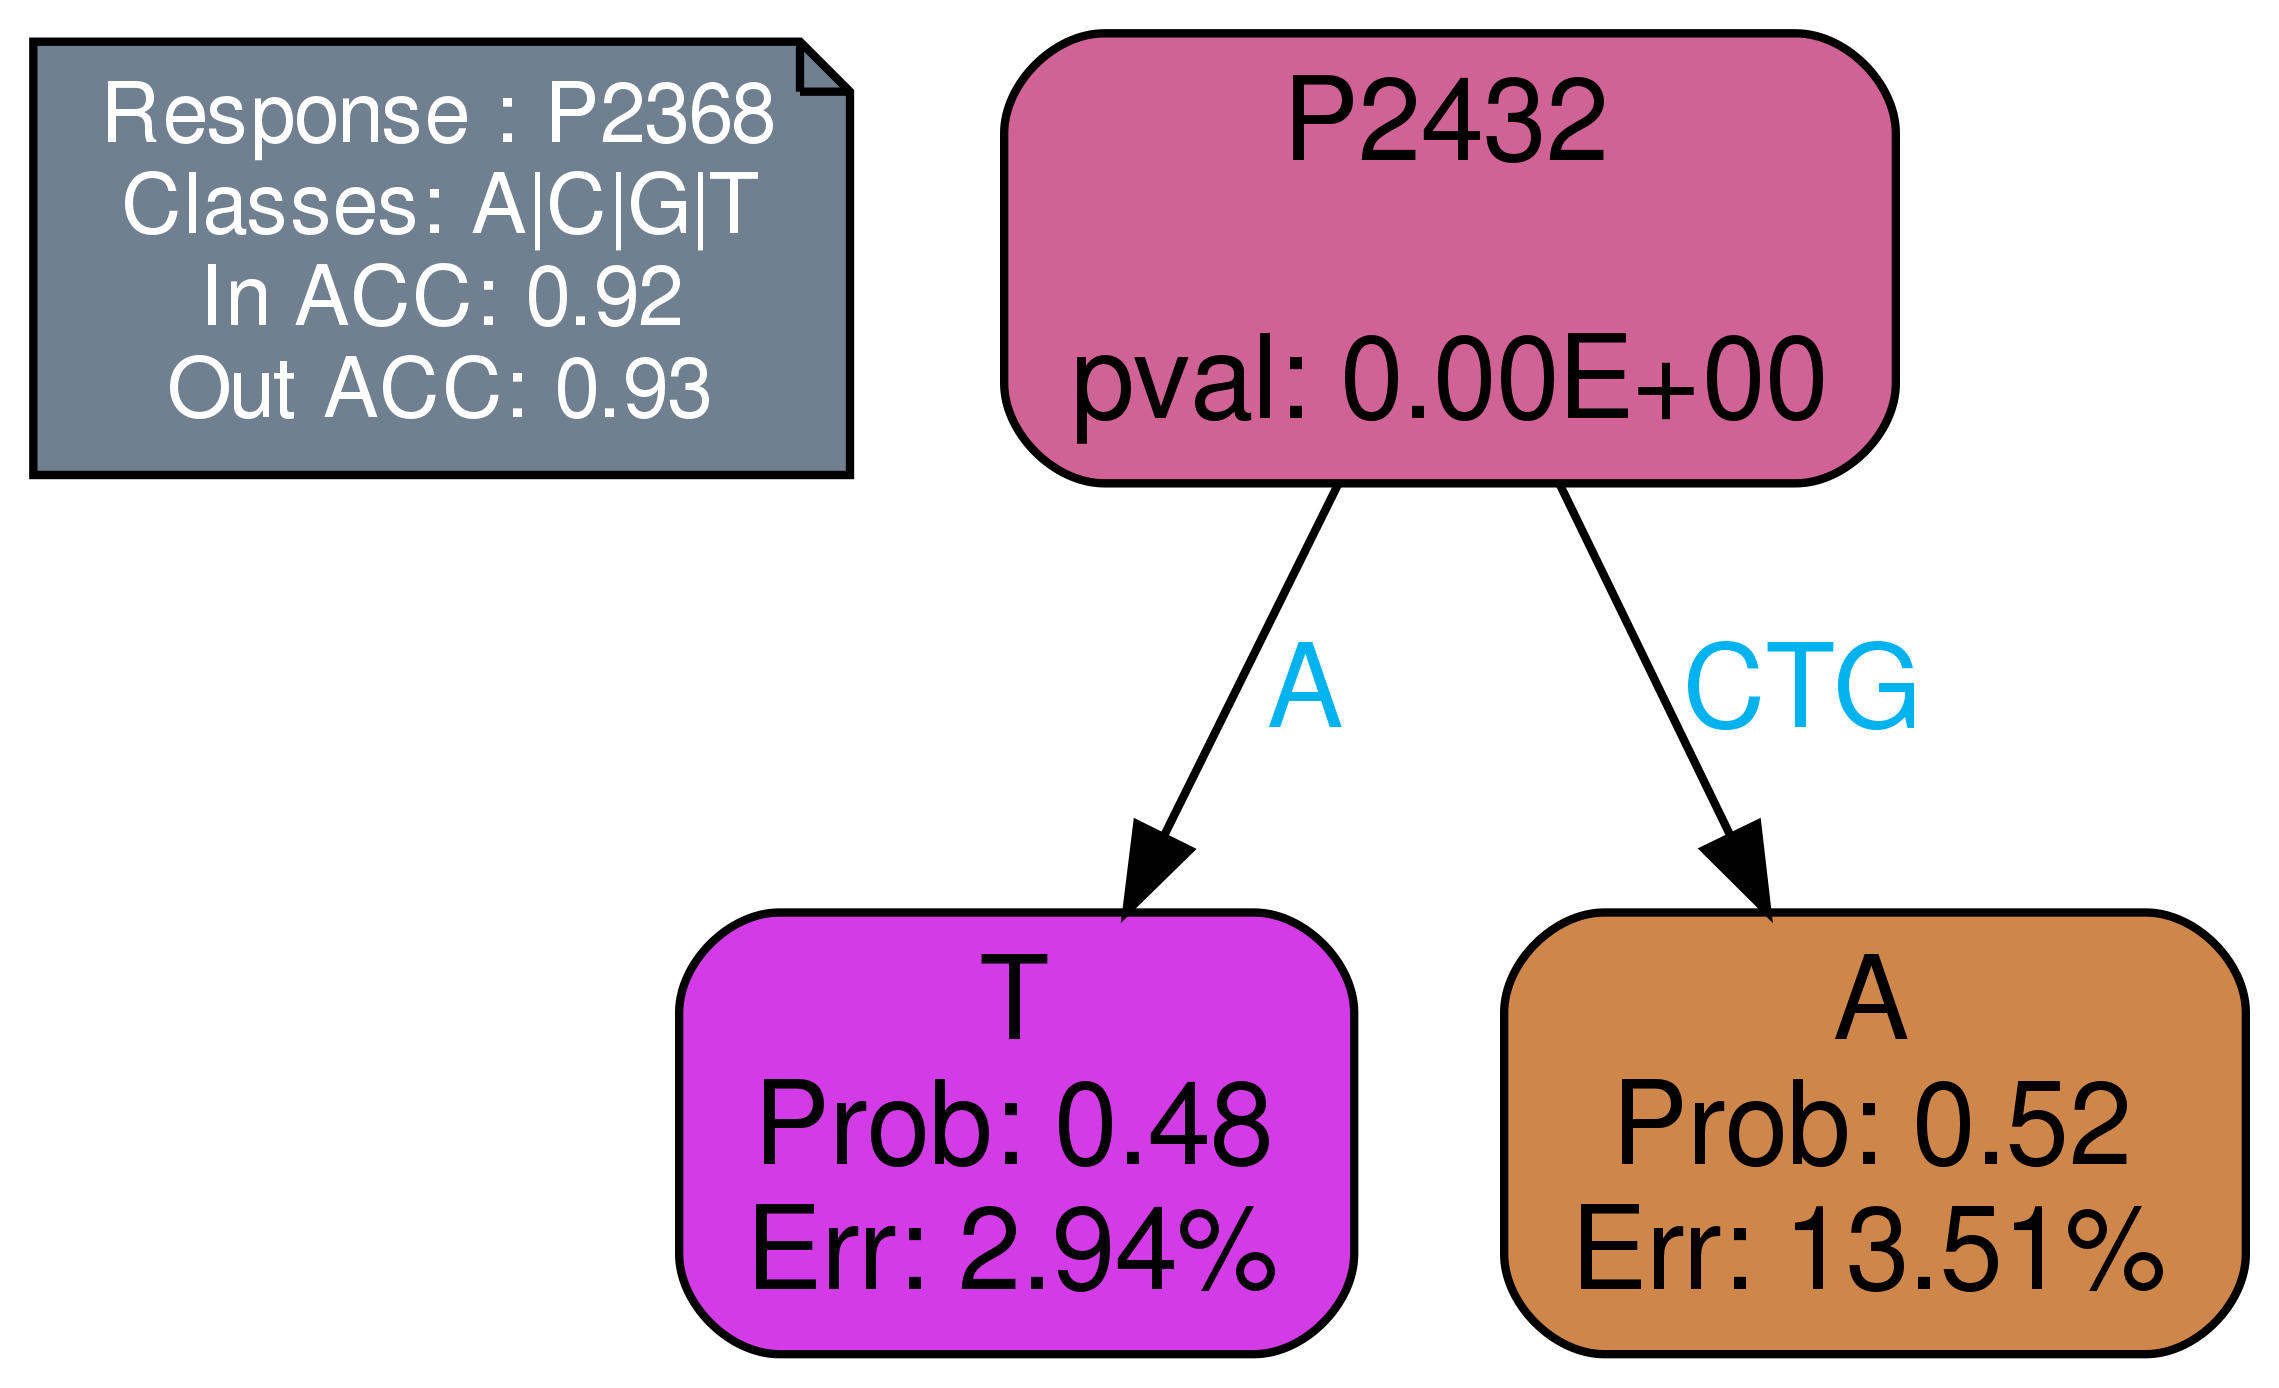 Response : P2368
Classes: A|C|G|T
In ACC: 0.92
Out ACC: 0.93
P2432
pval: 0.00E+00
A
CTG
T
Prob: 0.48
Err: 2.94%
A
Prob: 0.52
Err: 13.51%